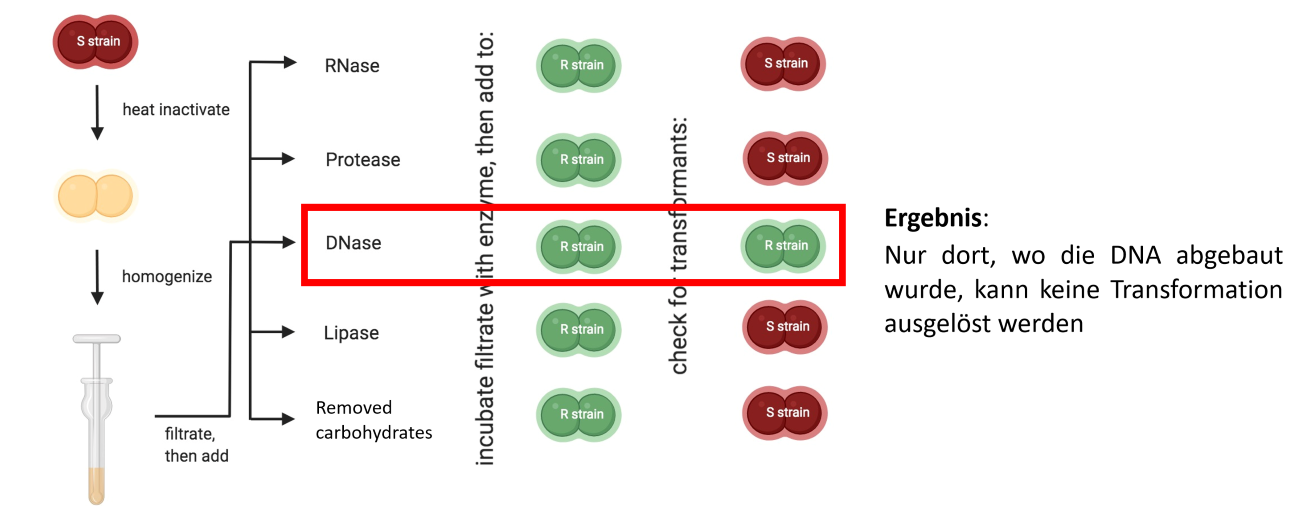 S strain
heat inactivate
homogenize
filtrate,
then add
RNase
Protease
DNase
Lipase
Removed
carbohydrates
incubate filtrate with enzyme, then add to:
R strain
R strain
R strain
R strain
R strain
check for transformants:
S strain
S strain
R strain
S strain
S strain
Ergebnis:
Nur dort, wo die DNA abgebaut
wurde, kann keine Transformation
ausgelöst werden